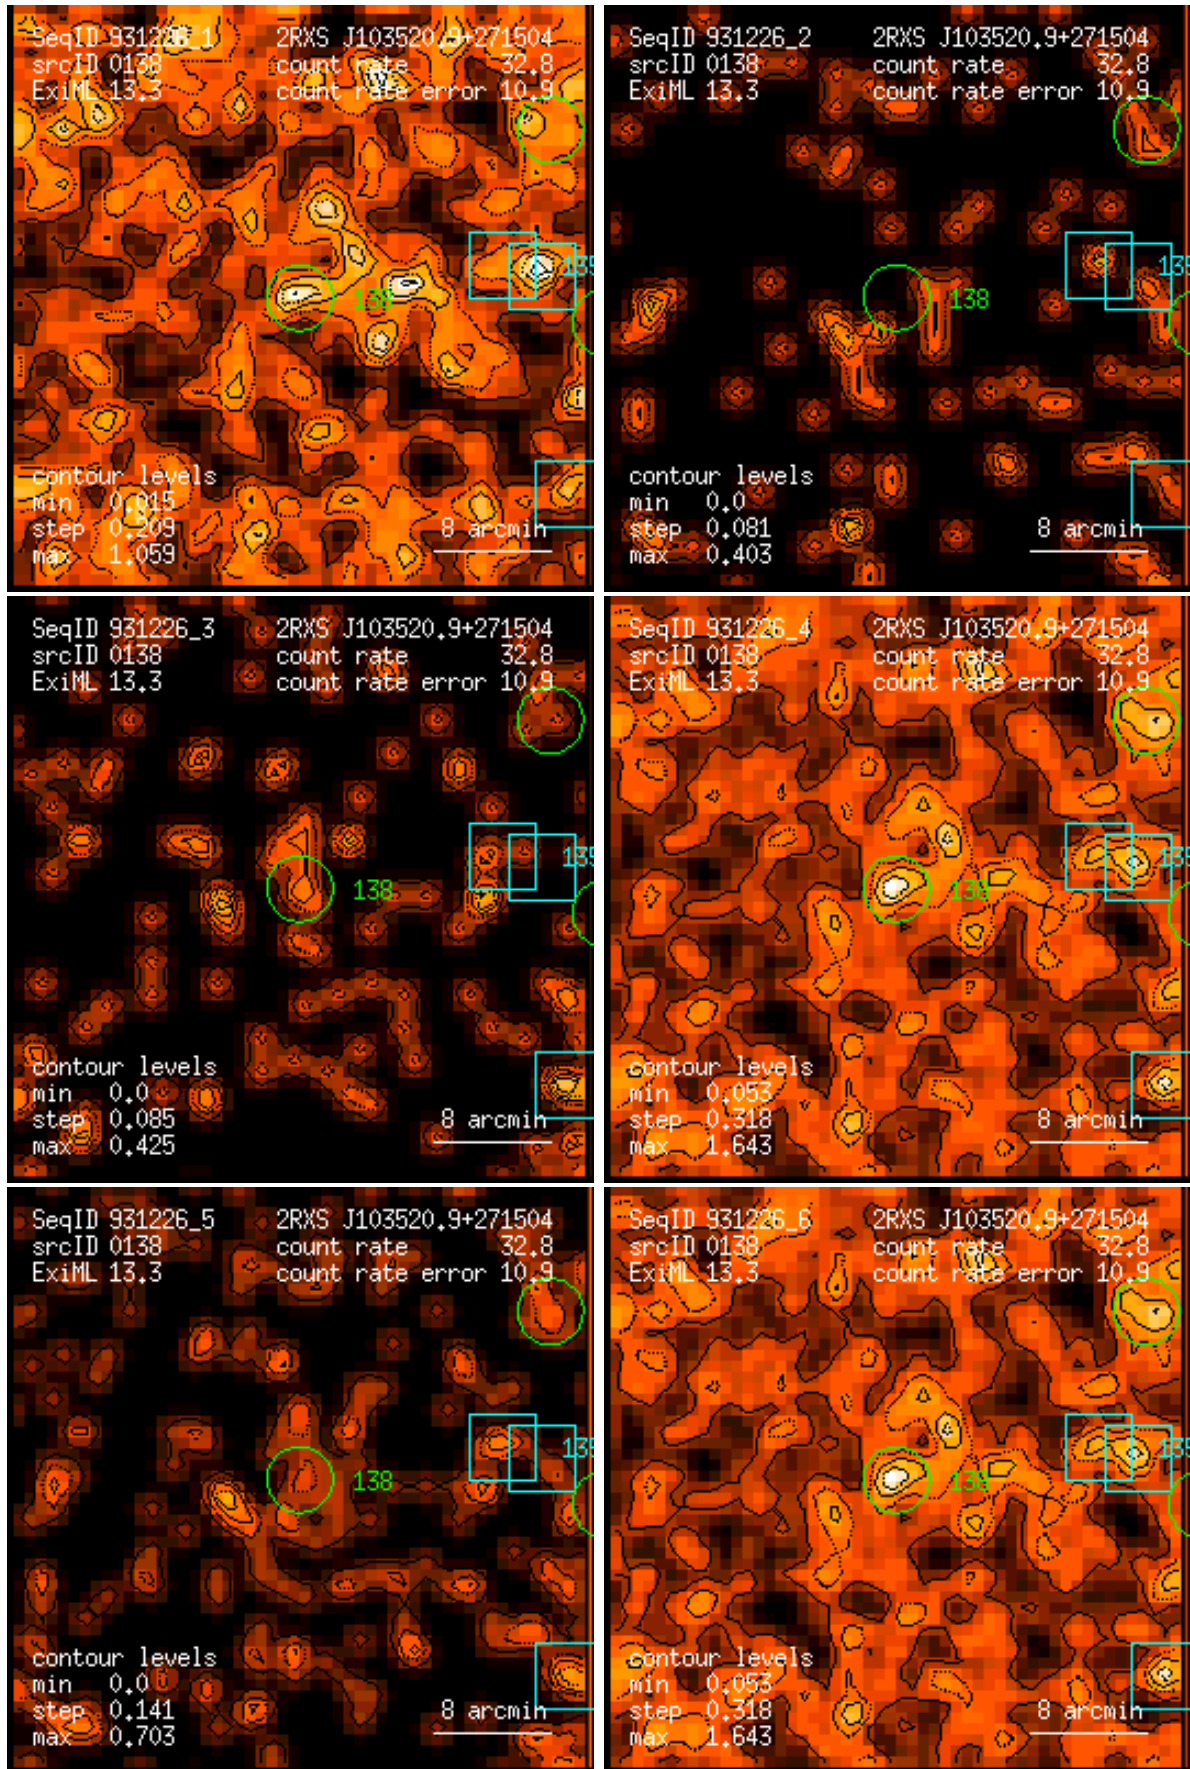 SeqID 931226_1 2RXS J103520.9+271504
srcID 0138 count rate 32.8
ExiML 13.3 count rate error 10.9
135
138
contour levels
min 0.015
step 0.209 8 arcmin
max 1.059
SeqID 931226_2 2RXS J103520.9+271504
srcID 0138 count rate 32.8
ExiML 13.3 count rate error 10.9
135
138
contour levels
min 0.0
step 0.081 8 arcmin
max 0.403
SeqID 931226_3 2RXS J103520.9+271504
srcID 0138 count rate 32.8
ExiML 13.3 count rate error 10.9
135
138
contour levels
min 0.0
step 0.085 8 arcmin
max 0.425
SeqID 931226_4 2RXS J103520.9+271504
srcID 0138 count rate 32.8
ExiML 13.3 count rate error 10.9
135
138
contour levels
min 0.053
step 0.318 8 arcmin
max 1.643
SeqID 931226_5 2RXS J103520.9+271504
srcID 0138 count rate 32.8
ExiML 13.3 count rate error 10.9
135
138
contour levels
min 0.0
step 0.141 8 arcmin
max 0.703
SeqID 931226_6 2RXS J103520.9+271504
srcID 0138 count rate 32.8
ExiML 13.3 count rate error 10.9
135
138
contour levels
min 0.053
step 0.318 8 arcmin
max 1.643